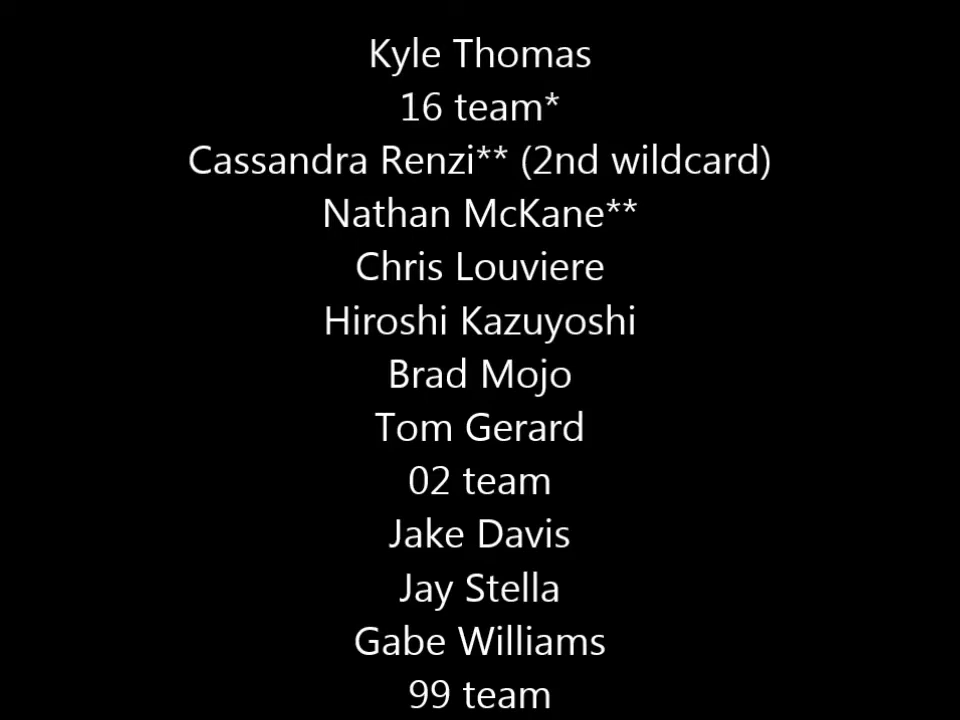 Kyle Thomas
16 team*
Cassandra Renzi** (2nd wildcard)
Nathan McKane**
Chris Louviere
Hiroshi Kazuyoshi
Brad Mojo
Tom Gerard
02 team
Jake Davis
Jay Stella
Gabe Williams
99 team